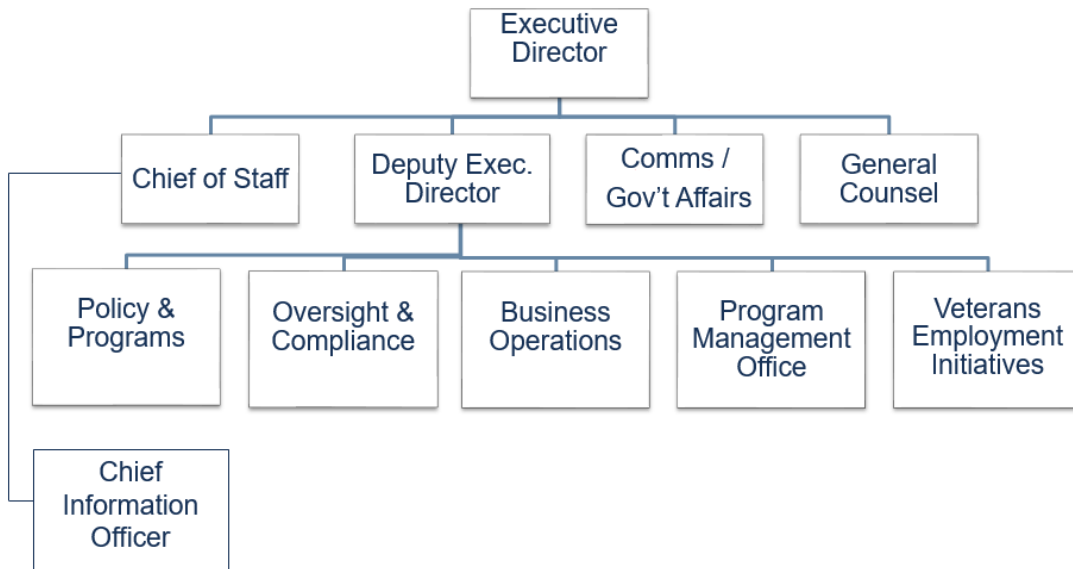 Executive
Director
Chief of Staff
Deputy Exec.
Director
Comms /
Gov’t Affairs
General
Counsel
Policy &
Programs
Oversight &
Compliance
Business
Operations
Program
Management
Office
Veterans
Employment
Initiatives
Chief
Information
Officer